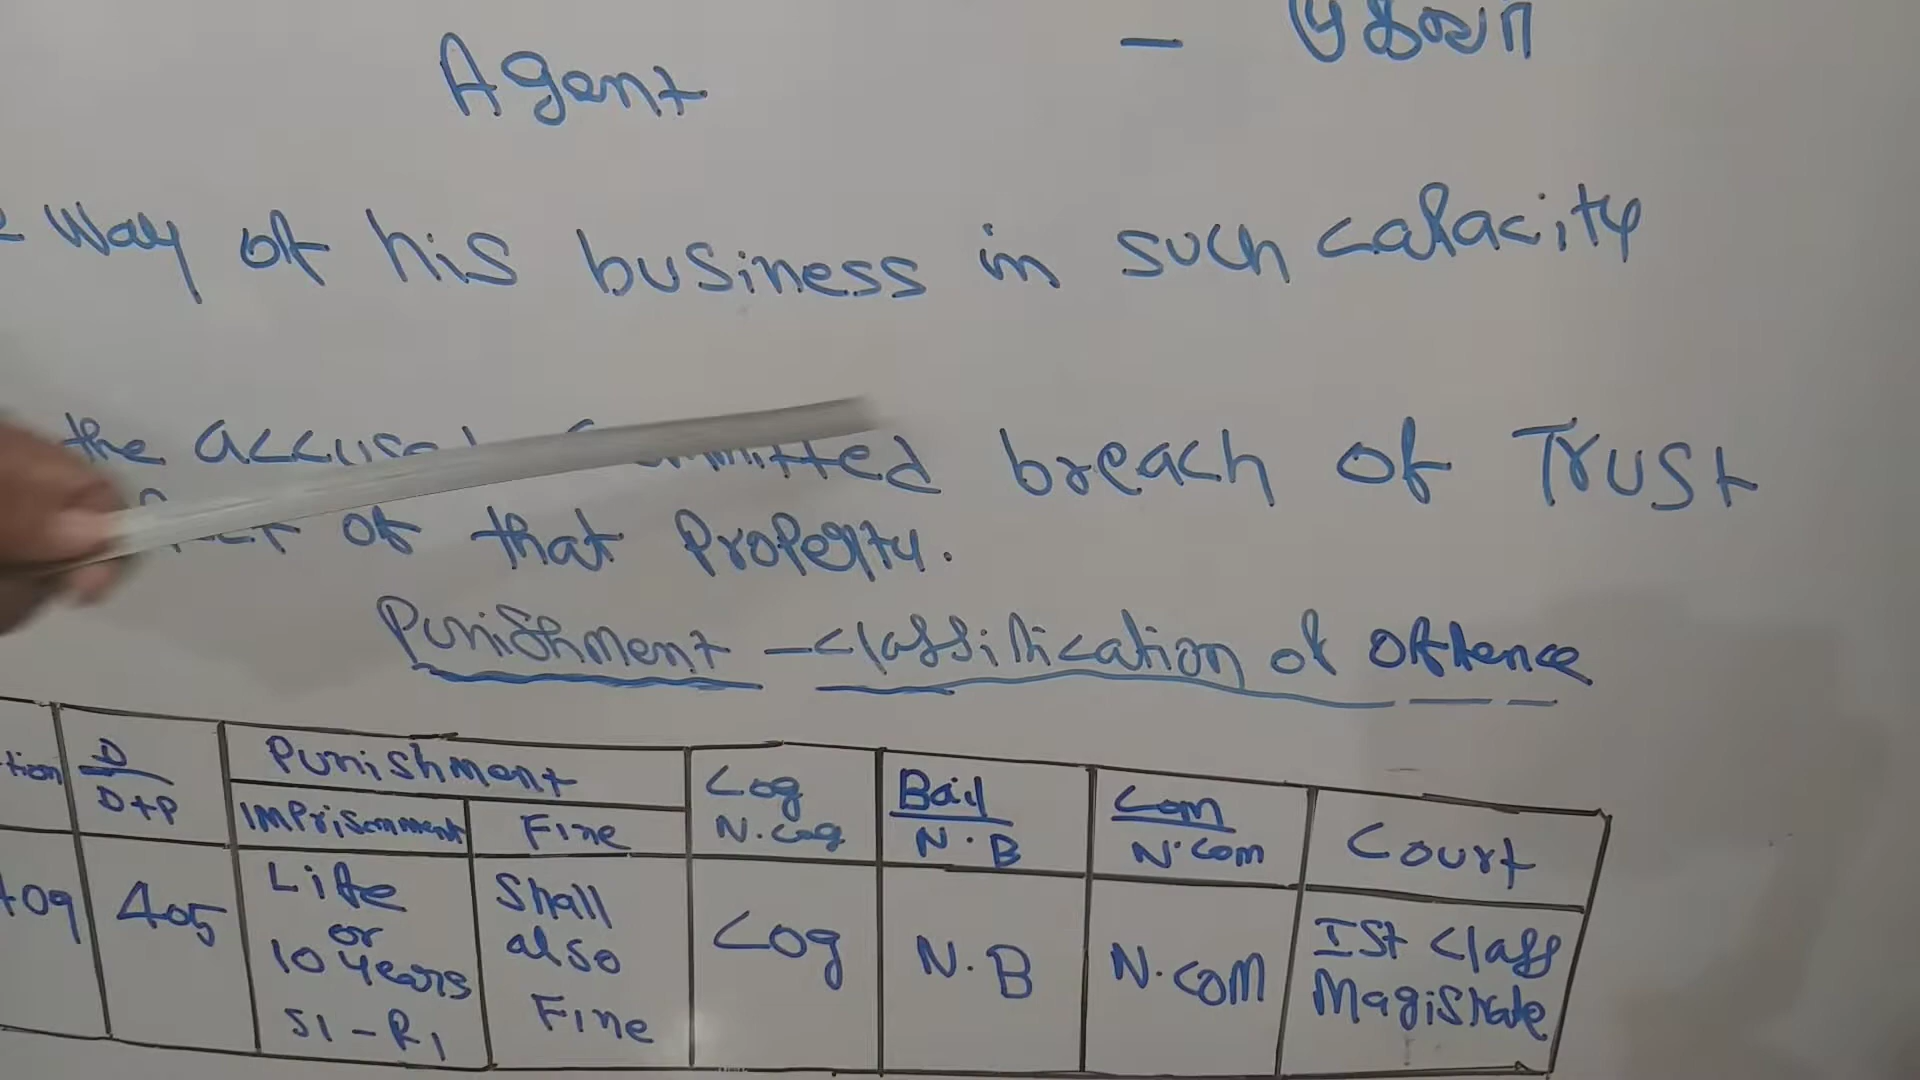 Agent - முகவர்
way of his business in such capacity
the accused committed breach of Trust
of that Property.
Punishment - classification of offence
tion D D+P Punishment Cog N.Cog Bail N.B Com N.Com Court
Imprisonment Fine
409 405 Life or 10 years SI-RI Shall also Fine Cog N.B N.Com Ist Class Magistrate